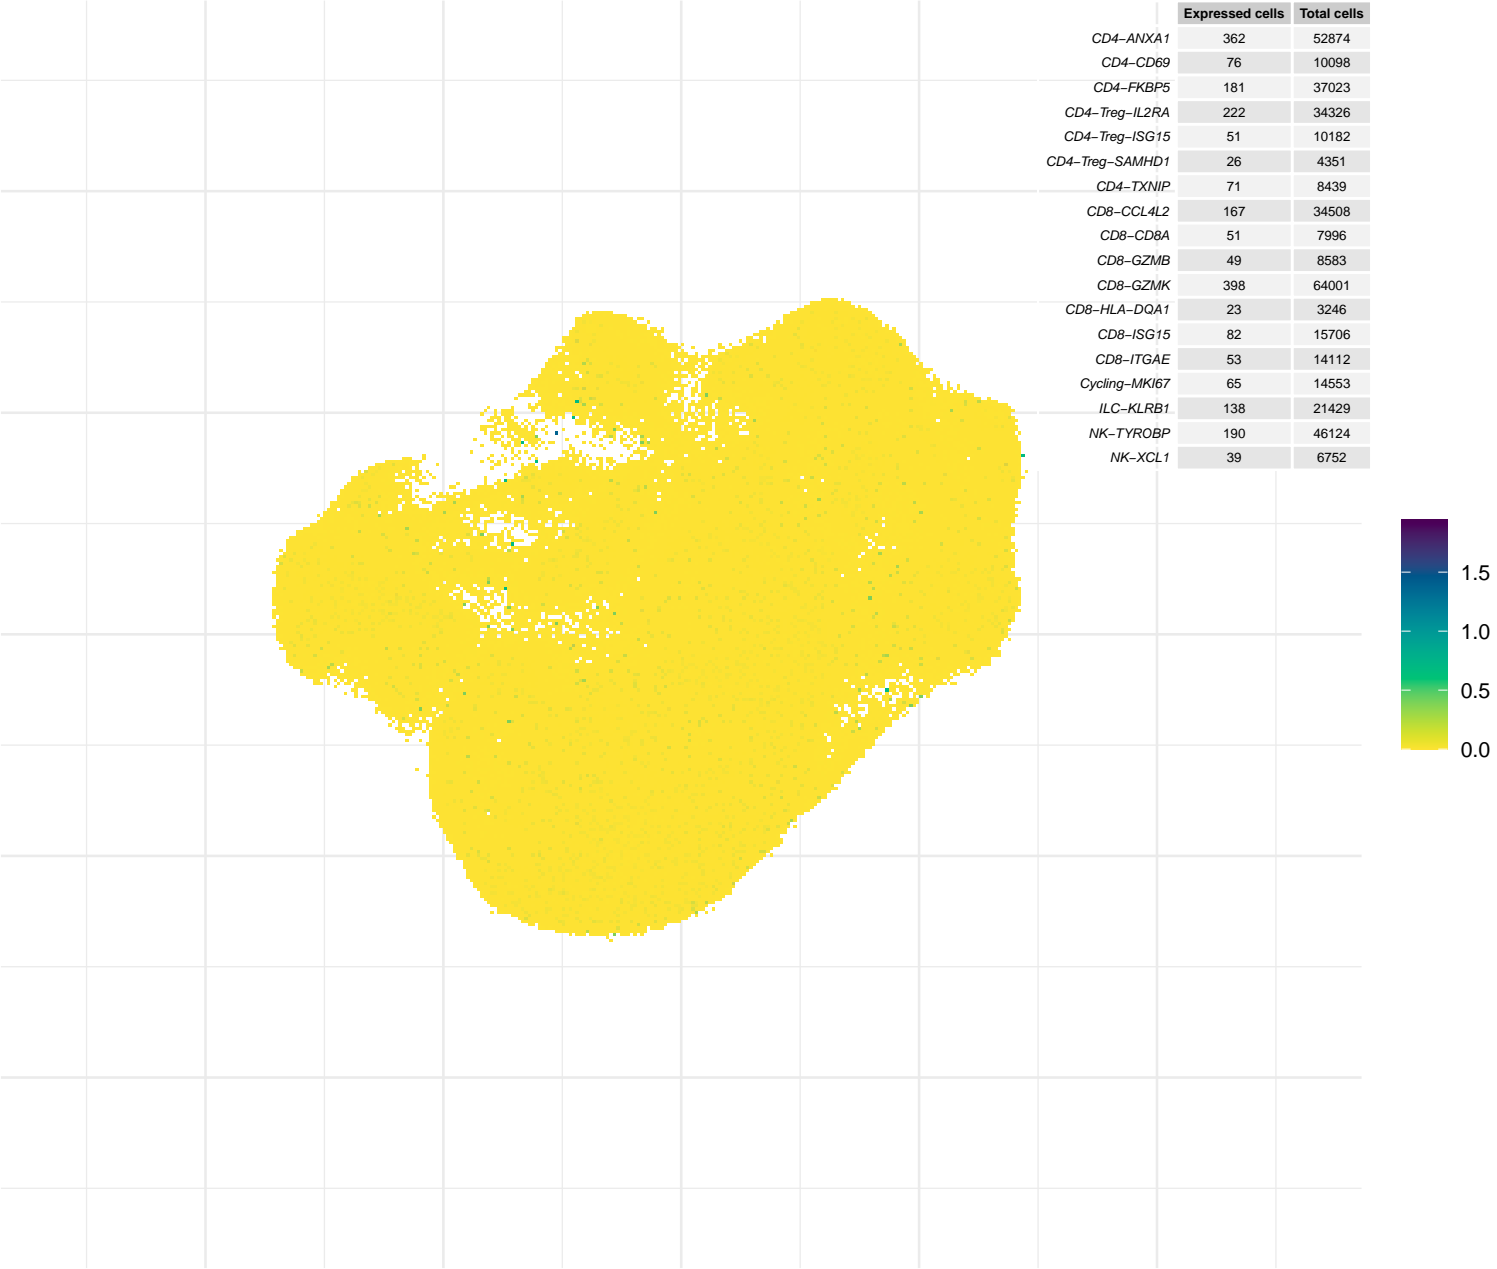 Expressed cells Total cells
CD4−ANXA1 362 52874
CD4−CD69 76 10098
CD4−FKBP5 181 37023
CD4−Treg−IL2RA 222 34326
CD4−Treg−ISG15 51 10182
CD4−Treg−SAMHD1 26 4351
CD4−TXNIP 71 8439
CD8−CCL4L2 167 34508
CD8−CD8A 51 7996
CD8−GZMB 49 8583
CD8−GZMK 398 64001
CD8−HLA−DQA1 23 3246
CD8−ISG15 82 15706
CD8−ITGAE 53 14112
Cycling−MKI67 65 14553
ILC−KLRB1 138 21429
NK−TYROBP 190 46124
NK−XCL1 39 6752
1.5
1.0
0.5
0.0